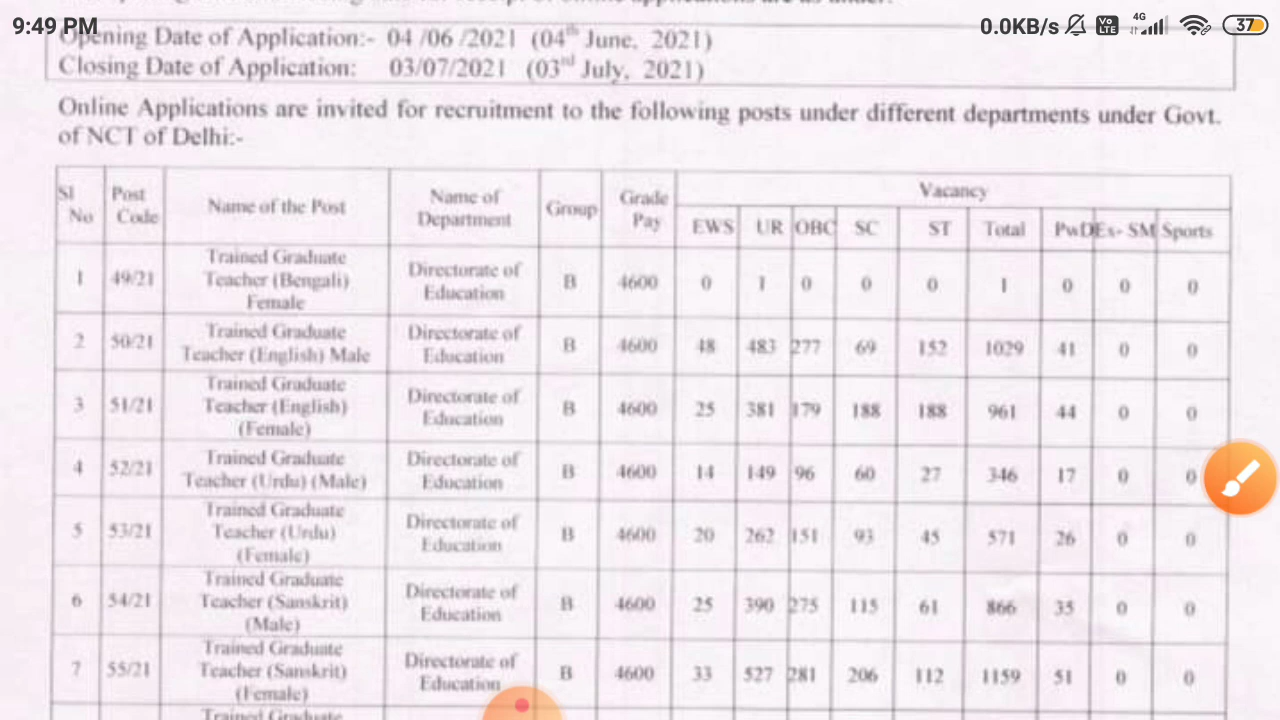 9:49 PM
0.0KB/s
Vo LTE
4G
37
Opening Date of Application:- 04 /06 /2021 (04th June, 2021)
Closing Date of Application: 03/07/2021 (03rd July, 2021)
Online Applications are invited for recruitment to the following posts under different departments under Govt.
of NCT of Delhi:-
Sl No Post Code Name of the Post Name of Department Group Grade Pay Vacancy
EWS UR OBC SC ST Total PwD Ex- SM Sports
1 49/21 Trained Graduate Teacher (Bengali) Female Directorate of Education B 4600 0 1 0 0 0 1 0 0 0
2 50/21 Trained Graduate Teacher (English) Male Directorate of Education B 4600 48 483 277 69 152 1029 41 0 0
3 51/21 Trained Graduate Teacher (English) (Female) Directorate of Education B 4600 25 381 179 188 188 961 44 0 0
4 52/21 Trained Graduate Teacher (Urdu) (Male) Directorate of Education B 4600 14 149 96 60 27 346 17 0 0
5 53/21 Trained Graduate Teacher (Urdu) (Female) Directorate of Education B 4600 20 262 151 93 45 571 26 0 0
6 54/21 Trained Graduate Teacher (Sanskrit) (Male) Directorate of Education B 4600 25 390 275 115 61 866 35 0 0
7 55/21 Trained Graduate Teacher (Sanskrit) (Female) Directorate of Education B 4600 33 527 281 206 112 1159 51 0 0
Trained Graduate